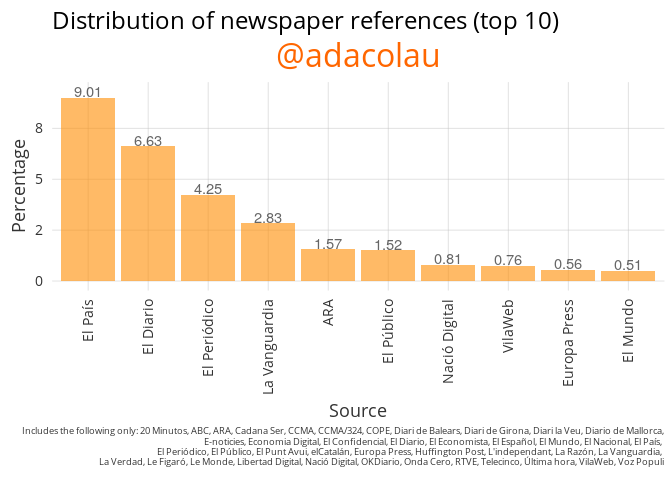 Distribution of newspaper references (top 10)
@adacolau
9.01
6.63
4.25
2.83
1.57
1.52
0.81
0.76
0.56
0.51
8
5
2
0
Percentage
El País
El Diario
El Periódico
La Vanguardia
ARA
El Público
Nació Digital
VilaWeb
Europa Press
El Mundo
Source
Includes the following only: 20 Minutos, ABC, ARA, Cadana Ser, CCMA, CCMA/324, COPE, Diari de Balears, Diari de Girona, Diari la Veu, Diario de Mallorca,
E-noticies, Economia Digital, El Confidencial, El Diario, El Economista, El Español, El Mundo, El Nacional, El País,
El Periódico, El Público, El Punt Avui, elCatalán, Europa Press, Huffington Post, L'independant, La Razón, La Vanguardia,
La Verdad, Le Figaró, Le Monde, Libertad Digital, Nació Digital, OKDiario, Onda Cero, RTVE, Telecinco, Última hora, VilaWeb, Voz Populi